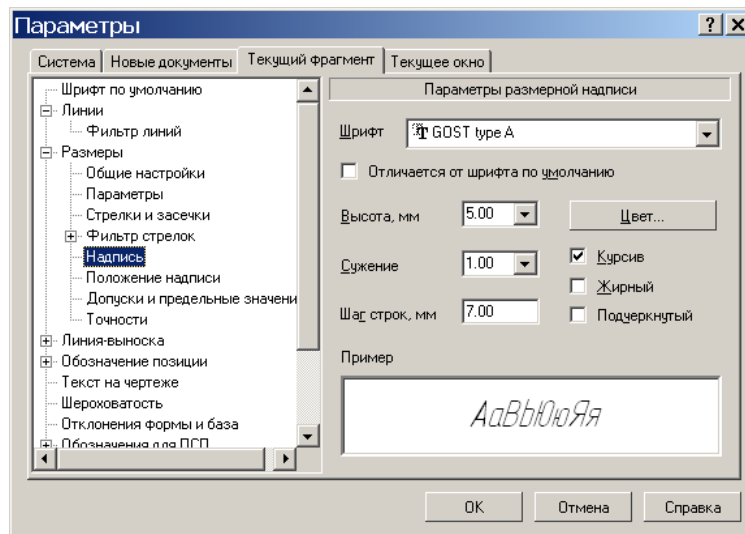 Параметры
Система Новые документы Текущий фрагмент Текущее окно
Шрифт по умолчанию
Линии
Фильтр линий
Размеры
Общие настройки
Параметры
Стрелки и засечки
Фильтр стрелок
Надпись
Положение надписи
Допуски и предельные значени
Точности
Линия-выноска
Обозначение позиции
Текст на чертеже
Шероховатость
Отклонения формы и база
Обозначения для ПСП
Параметры размерной надписи
Шрифт GOST type A
Отличается от шрифта по умолчанию
Высота, мм 5.00 Цвет...
Сужение 1.00 Курсив
Жирный
Шаг строк, мм 7.00 Подчеркнутый
Пример
АаВbЮюЯя
OK Отмена Справка